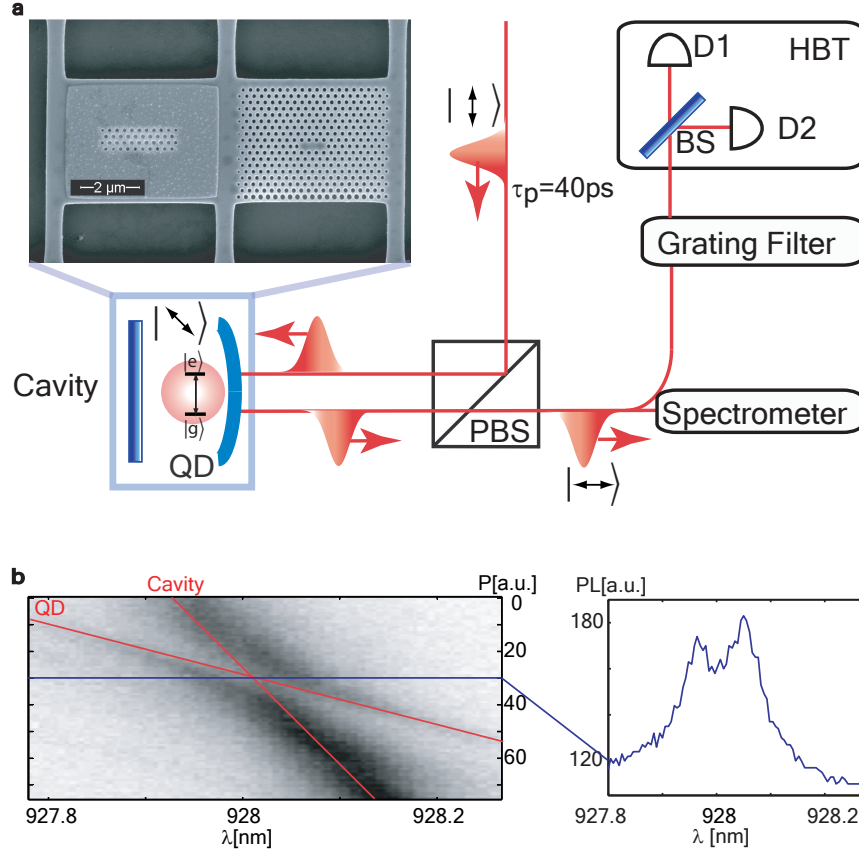 a
2 µm
D1
HBT
D2
BS
τp=40ps
Grating Filter
|e⟩
Cavity
|g⟩
QD
PBS
Spectrometer
b
Cavity
P[a.u.]
PL[a.u.]
QD
0
20
40
60
180
120
927.8
928
928.2
λ[nm]
927.8
928
928.2
λ [nm]